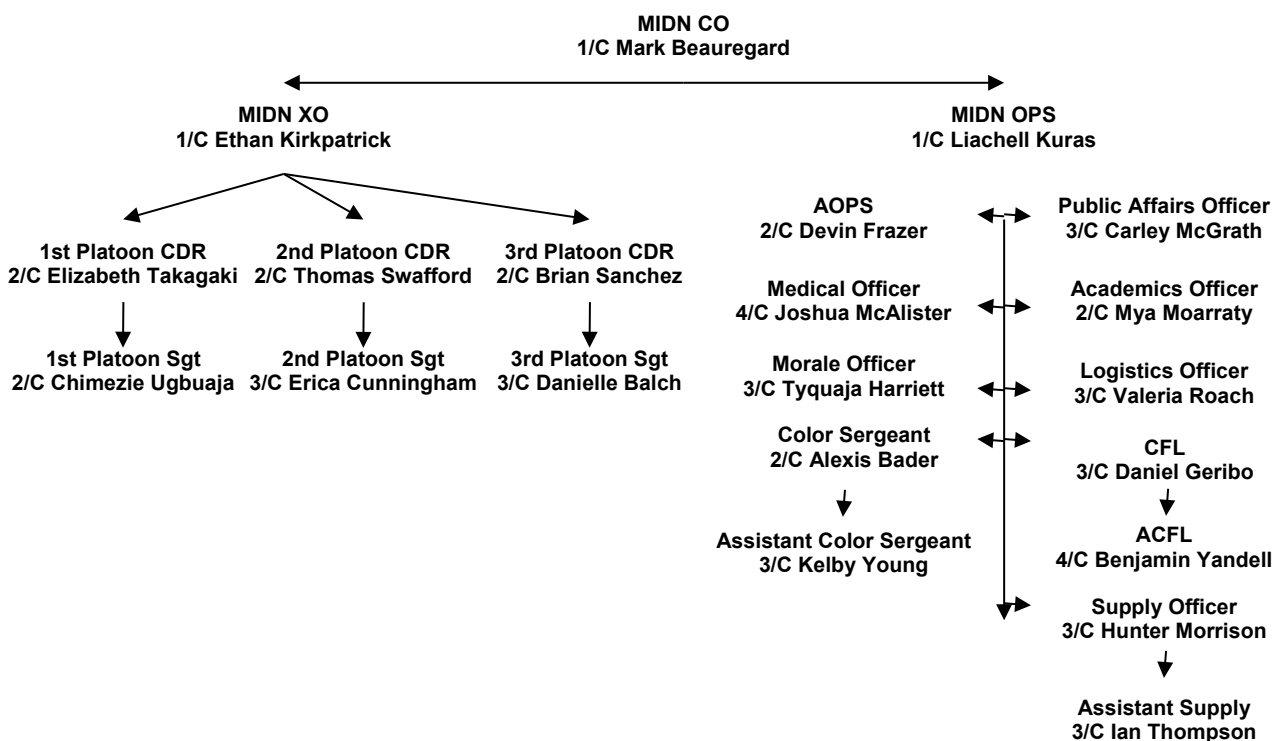 MIDN CO
1/C Mark Beauregard
MIDN XO
1/C Ethan Kirkpatrick
MIDN OPS
1/C Liachell Kuras
1st Platoon CDR
2/C Elizabeth Takagaki
2nd Platoon CDR
2/C Thomas Swafford
3rd Platoon CDR
2/C Brian Sanchez
1st Platoon Sgt
2/C Chimezie Ugbuaja
2nd Platoon Sgt
3/C Erica Cunningham
3rd Platoon Sgt
3/C Danielle Balch
AOPS
2/C Devin Frazer
Public Affairs Officer
3/C Carley McGrath
Medical Officer
4/C Joshua McAlister
Academics Officer
2/C Mya Moarraty
Morale Officer
3/C Tyquaja Harriett
Logistics Officer
3/C Valeria Roach
Color Sergeant
2/C Alexis Bader
CFL
3/C Daniel Geribo
Assistant Color Sergeant
3/C Kelby Young
ACFL
4/C Benjamin Yandell
Supply Officer
3/C Hunter Morrison
Assistant Supply
3/C Ian Thompson